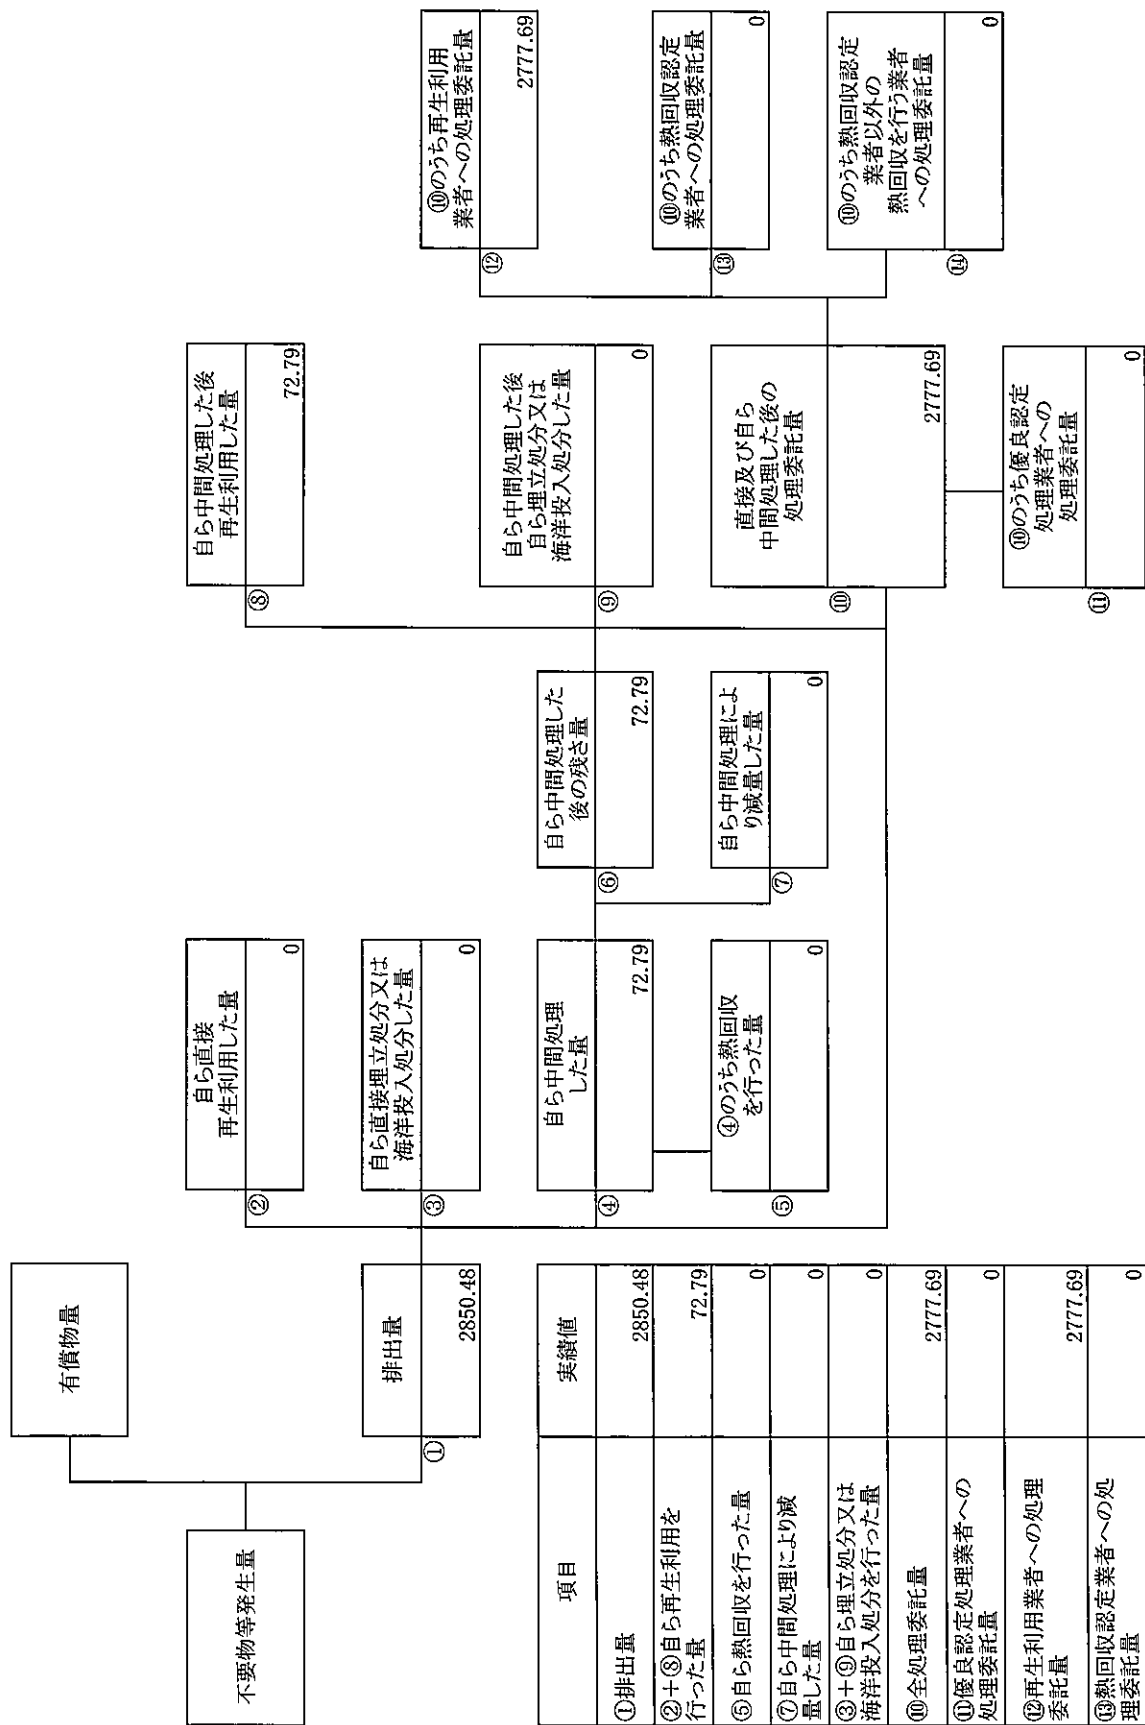 有償物量
不要物等発生量
①
排出量
2850.48
②
自ら直接
再生利用した量
0
③
自ら直接埋立処分又は
海洋投入処分した量
0
④
自ら中間処理
した量
72.79
⑤
④のうち熱回収
を行った量
0
⑥
自ら中間処理した
後の残さ量
72.79
⑦
自ら中間処理によ
り減量した量
0
⑧
自ら中間処理した後
再生利用した量
72.79
⑨
自ら中間処理した後
自ら埋立処分又は
海洋投入処分した量
0
⑩
直接及び自ら
中間処理した後の
処理委託量
2777.69
⑪
⑩のうち優良認定
処理業者への
処理委託量
0
⑫
⑩のうち再生利用
業者への処理委託量
2777.69
⑬
⑩のうち熱回収認定
業者への処理委託量
0
⑭
⑩のうち熱回収認定
業者以外の
熱回収を行う業者
への処理委託量
0
項目 実績値
①排出量 2850.48
②+⑧自ら再生利用を
行った量 72.79
⑤自ら熱回収を行った量 0
⑦自ら中間処理により減
量した量 0
③+⑨自ら埋立処分又は
海洋投入処分を行った量 0
⑩全処理委託量 2777.69
⑪優良認定処理業者への
処理委託量 0
⑫再生利用業者への処理
委託量 2777.69
⑬熱回収認定業者への処
理委託量 0